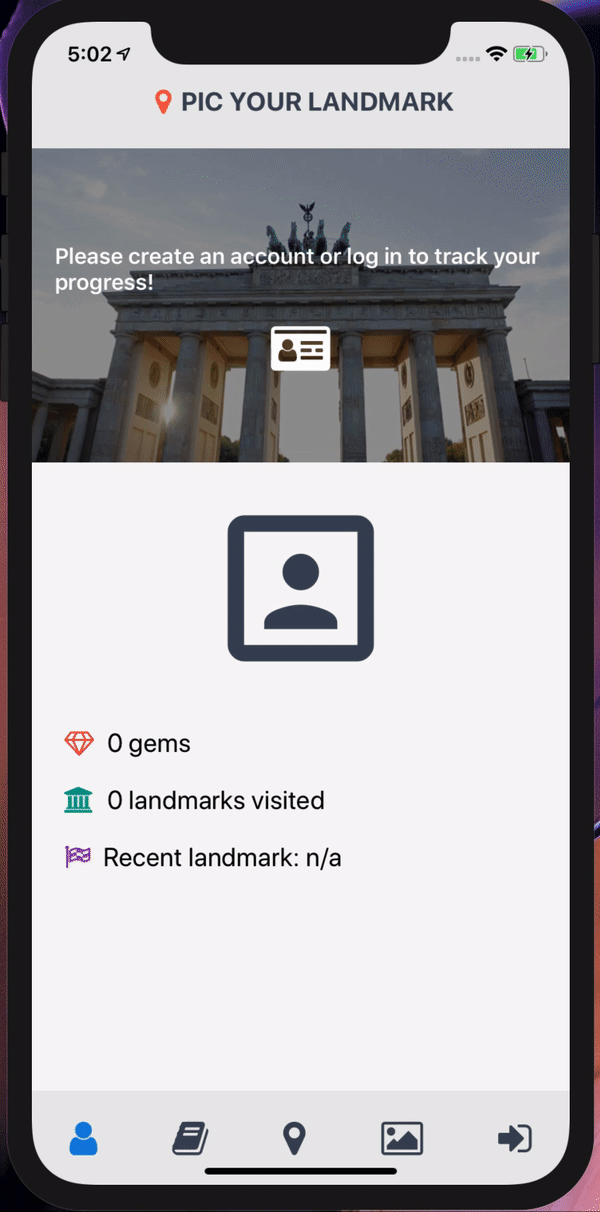 5:02
PIC YOUR LANDMARK
Please create an account or log in to track your
progress!
0 gems
0 landmarks visited
Recent landmark: n/a